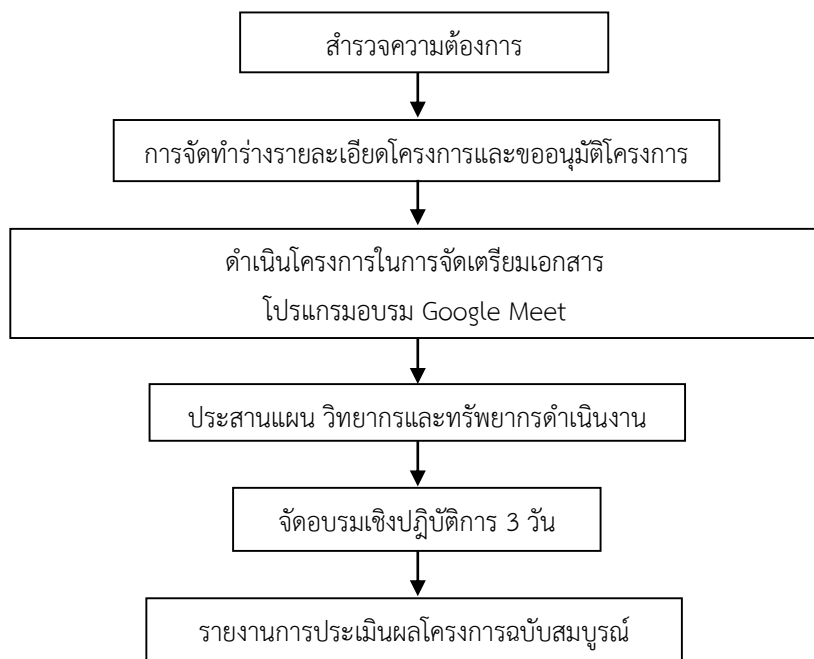 สำรวจความต้องการ
การจัดทำร่างรายละเอียดโครงการและขออนุมัติโครงการ
ดำเนินโครงการในการจัดเตรียมเอกสาร
โปรแกรมอบรม Google Meet
ประสานแผน วิทยากรและทรัพยากรดำเนินงาน
จัดอบรมเชิงปฏิบัติการ 3 วัน
รายงานการประเมินผลโครงการฉบับสมบูรณ์